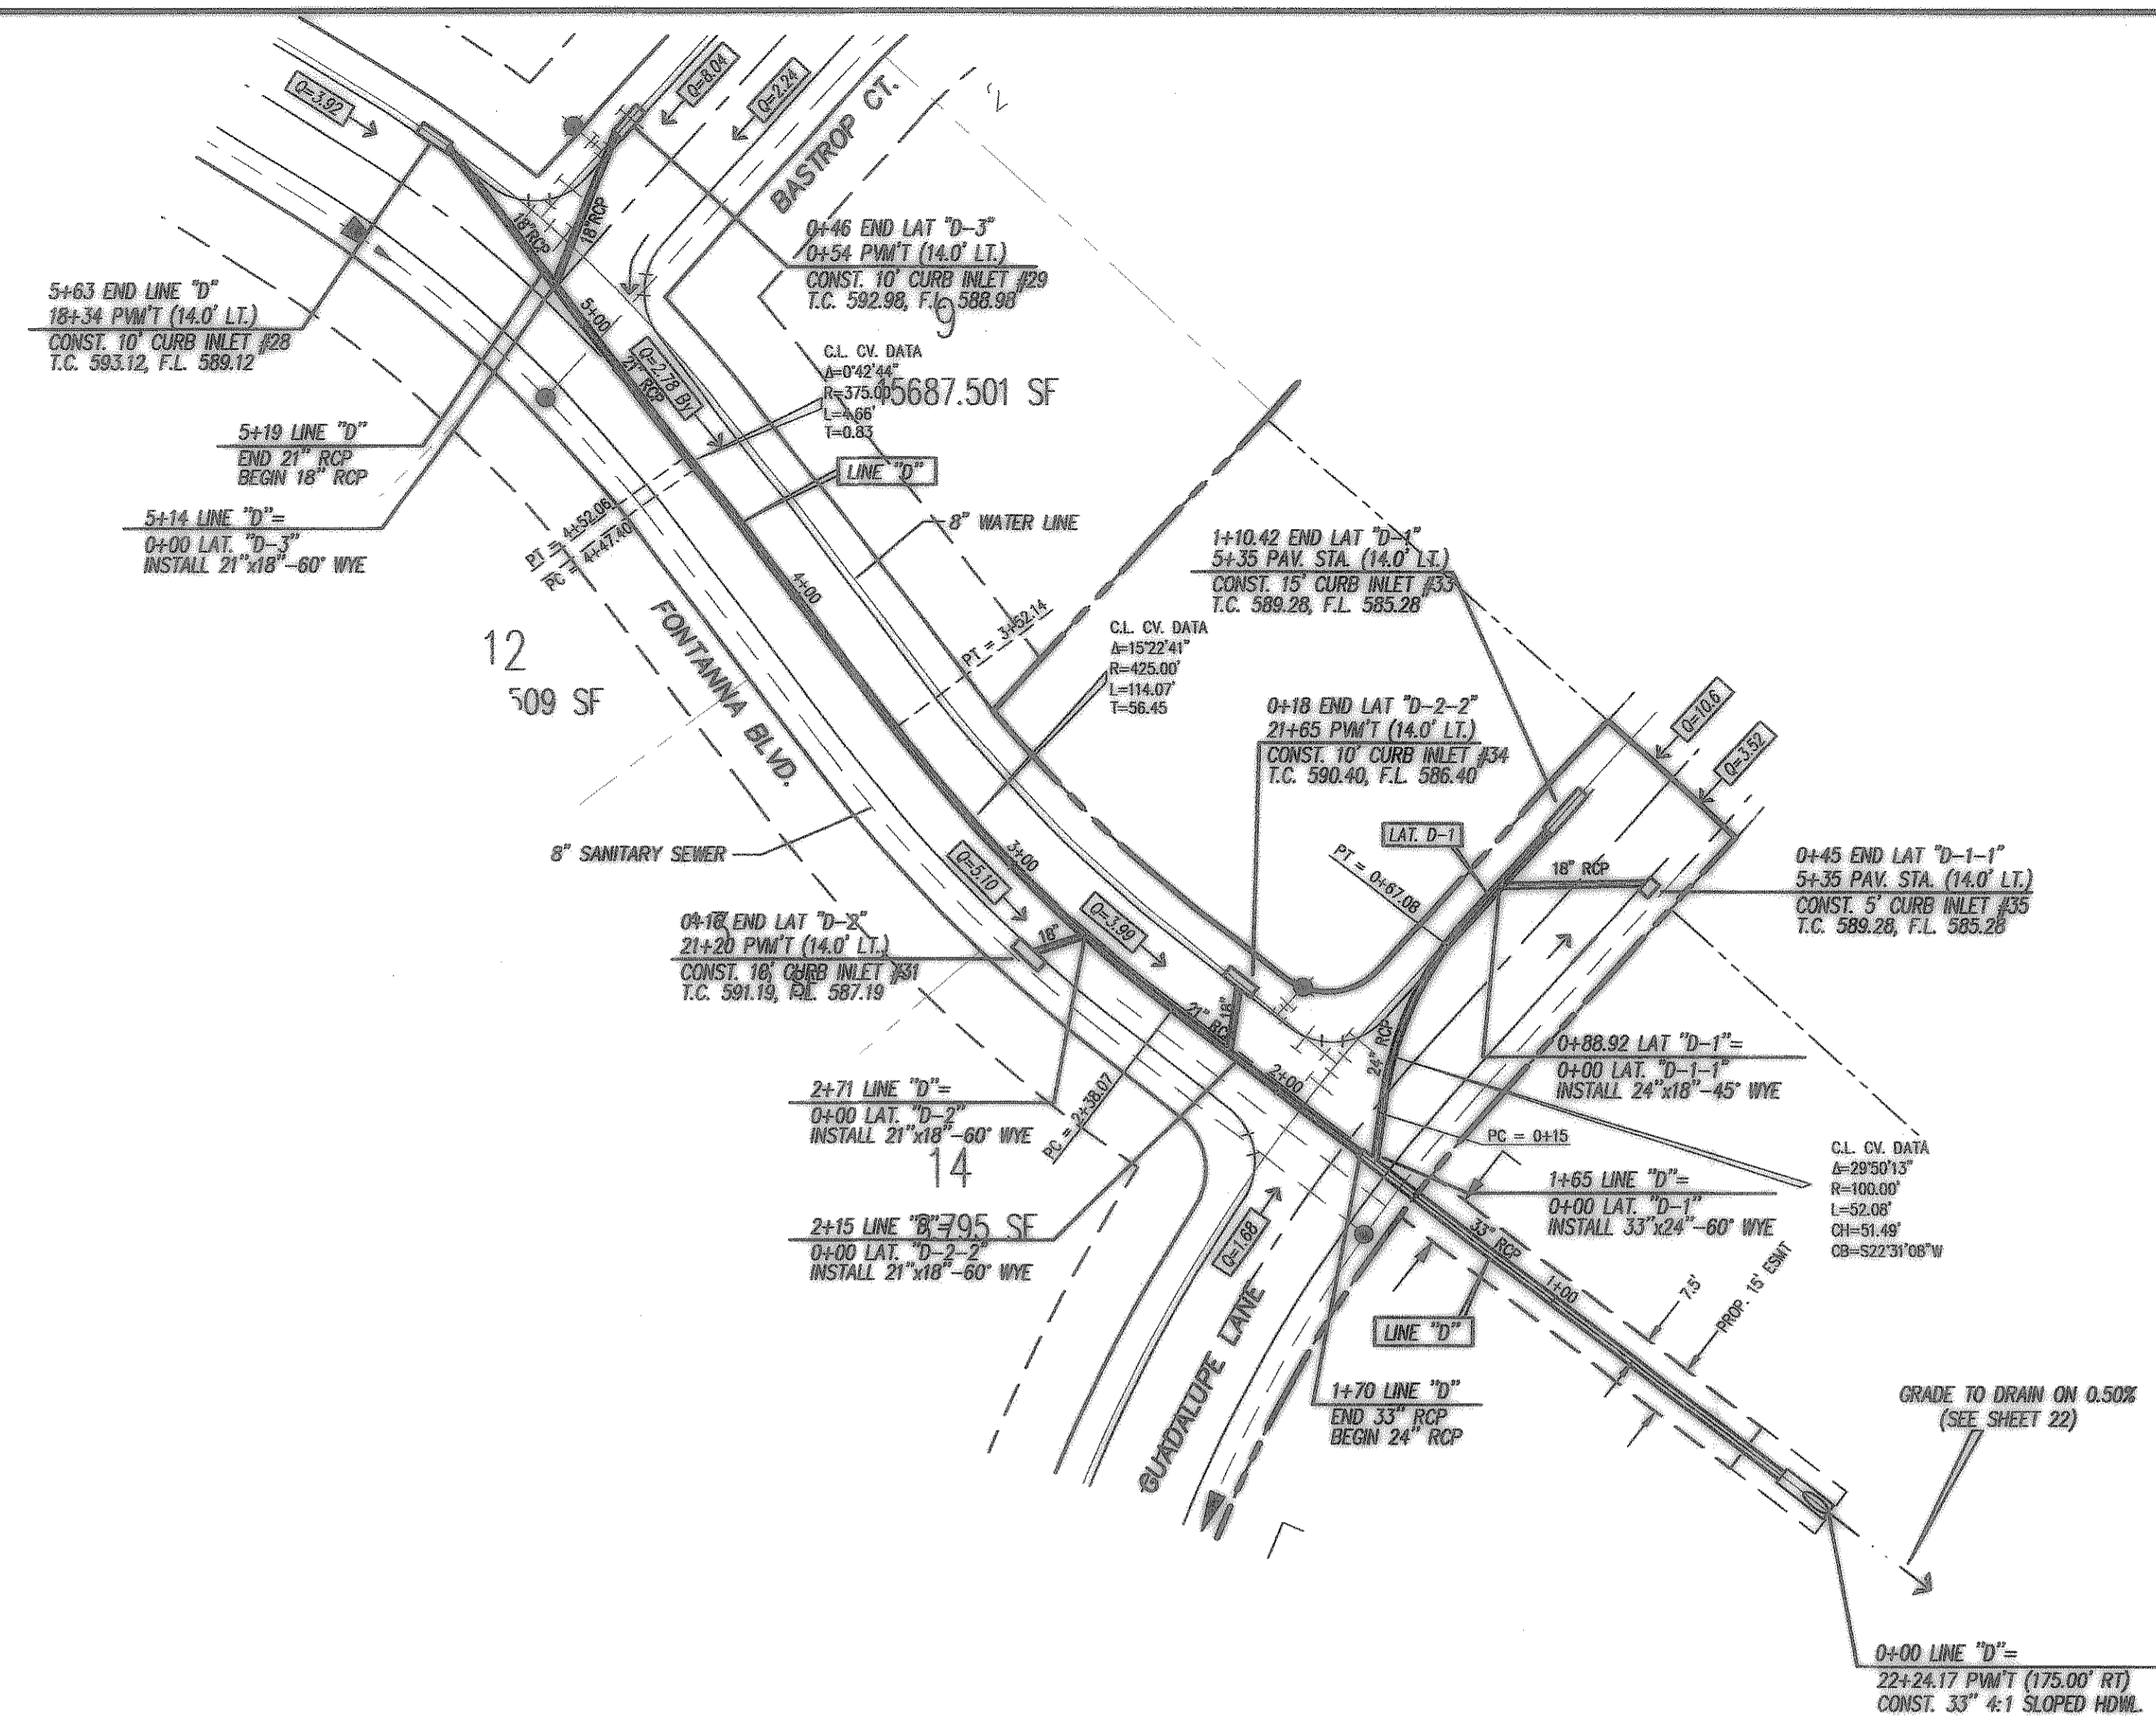 Q=3.92
Q=8.04
Q=2.24
BASTROP CT.
18"RCP
18"RCP
0+46 END LAT "D-3"
0+54 PVM'T (14.0' LT.)
CONST. 10' CURB INLET #29
T.C. 592.98, F.L. 588.98
9
15687.501 SF
5+63 END LINE "D"
18+34 PVM'T (14.0' LT.)
CONST. 10' CURB INLET #28
T.C. 593.12, F.L. 589.12
5+00
21" RCP
Q=2.78 By
C.L. CV. DATA
Δ=0°42'44"
R=375.00'
L=4.66'
T=0.83
5+19 LINE "D"
END 21" RCP
BEGIN 18" RCP
LINE "D"
5+14 LINE "D"=
0+00 LAT. "D-3"
INSTALL 21"x18"-60° WYE
PT = 4+52.06
PC = 4+47.40
8" WATER LINE
4+00
1+10.42 END LAT "D-1"
5+35 PAV. STA. (14.0' LT.)
CONST. 15' CURB INLET #33
T.C. 589.28, F.L. 585.28
FONTANNA BLVD.
12
509 SF
PT = 3+52.14
C.L. CV. DATA
Δ=15°22'41"
R=425.00'
L=114.07'
T=56.45
0+18 END LAT "D-2-2"
21+65 PVM'T (14.0' LT.)
CONST. 10' CURB INLET #34
T.C. 590.40, F.L. 586.40
Q=10.6
Q=3.52
8" SANITARY SEWER
3+00
Q=5.10
Q=3.99
LAT. D-1
PT = 0+67.08
18" RCP
0+45 END LAT "D-1-1"
5+35 PAV. STA. (14.0' LT.)
CONST. 5' CURB INLET #35
T.C. 589.28, F.L. 585.28
END LAT "D-2"
21+20 PVM'T (14.0' LT.)
CONST. 10' CURB INLET #31
T.C. 591.19, F.L. 587.19
18"
21" RCP
18"
24" RCP
2+00
0+88.92 LAT "D-1"=
0+00 LAT. "D-1-1"
INSTALL 24"x18"-45° WYE
2+71 LINE "D"=
0+00 LAT. "D-2"
INSTALL 21"x18"-60° WYE
PC = 2+38.07
14
PC = 0+15
C.L. CV. DATA
Δ=29°50'13"
R=100.00'
L=52.08'
CH=51.49'
CB=S22°31'08"W
1+65 LINE "D"=
0+00 LAT. "D-1"
INSTALL 33"x24"-60° WYE
2+15 LINE "D"=
795 SF
0+00 LAT. "D-2-2"
INSTALL 21"x18"-60° WYE
Q=1.68
33" RCP
1+00
7.5'
PROP. 15' ESMT
GUADALUPE LANE
LINE "D"
1+70 LINE "D"
END 33" RCP
BEGIN 24" RCP
GRADE TO DRAIN ON 0.50%
(SEE SHEET 22)
0+00 LINE "D"=
22+24.17 PVM'T (175.00' RT)
CONST. 33" 4:1 SLOPED HDWL.